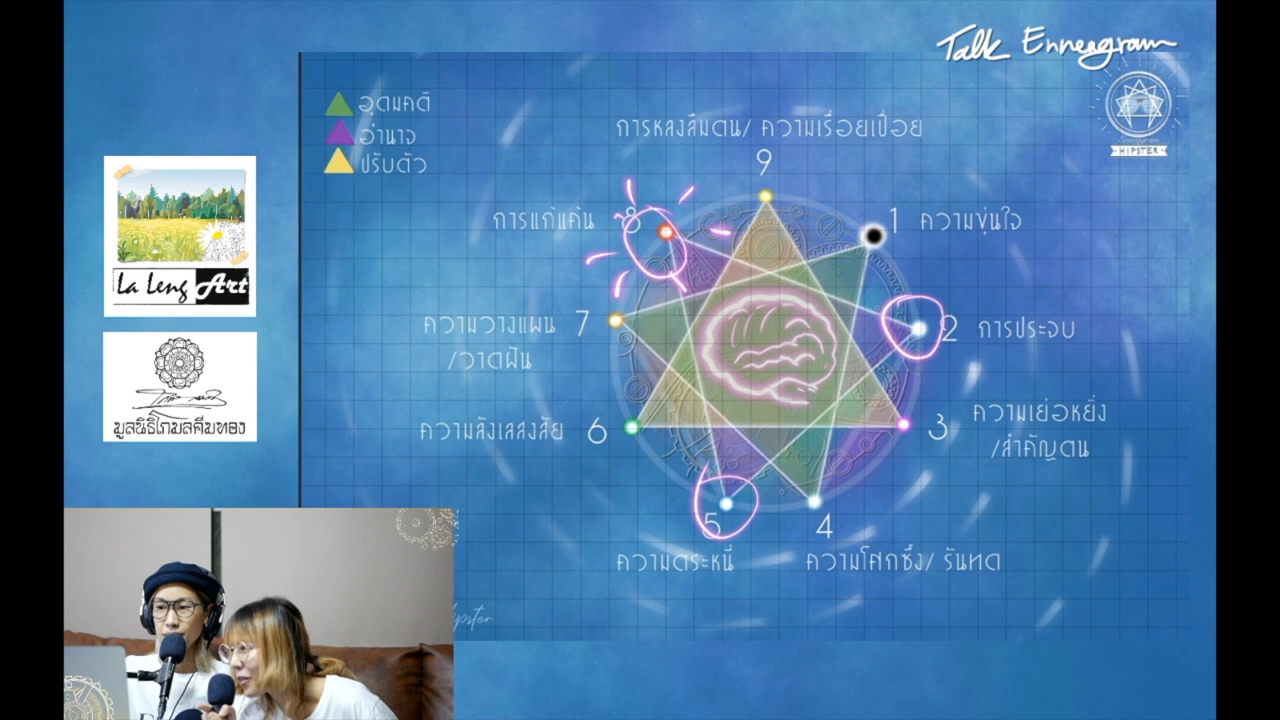 Talk Enneagram
HIPSTER
อุดมคติ
อำนาจ
ปรับตัว
การหลงลืมตน/ ความเรื่อยเปื่อย
9
การแก้แค้น 8
1 ความขุ่นใจ
ความวางแผน 7
/วาดฝัน
2 การประจบ
ความลังเลสงสัย 6
3 ความเย่อหยิ่ง
/สำคัญตน
5
ความตระหนี่
4
ความโศกซึ้ง/ รันทด
La Leng Art
มูลนิธิโกมลคีมทอง